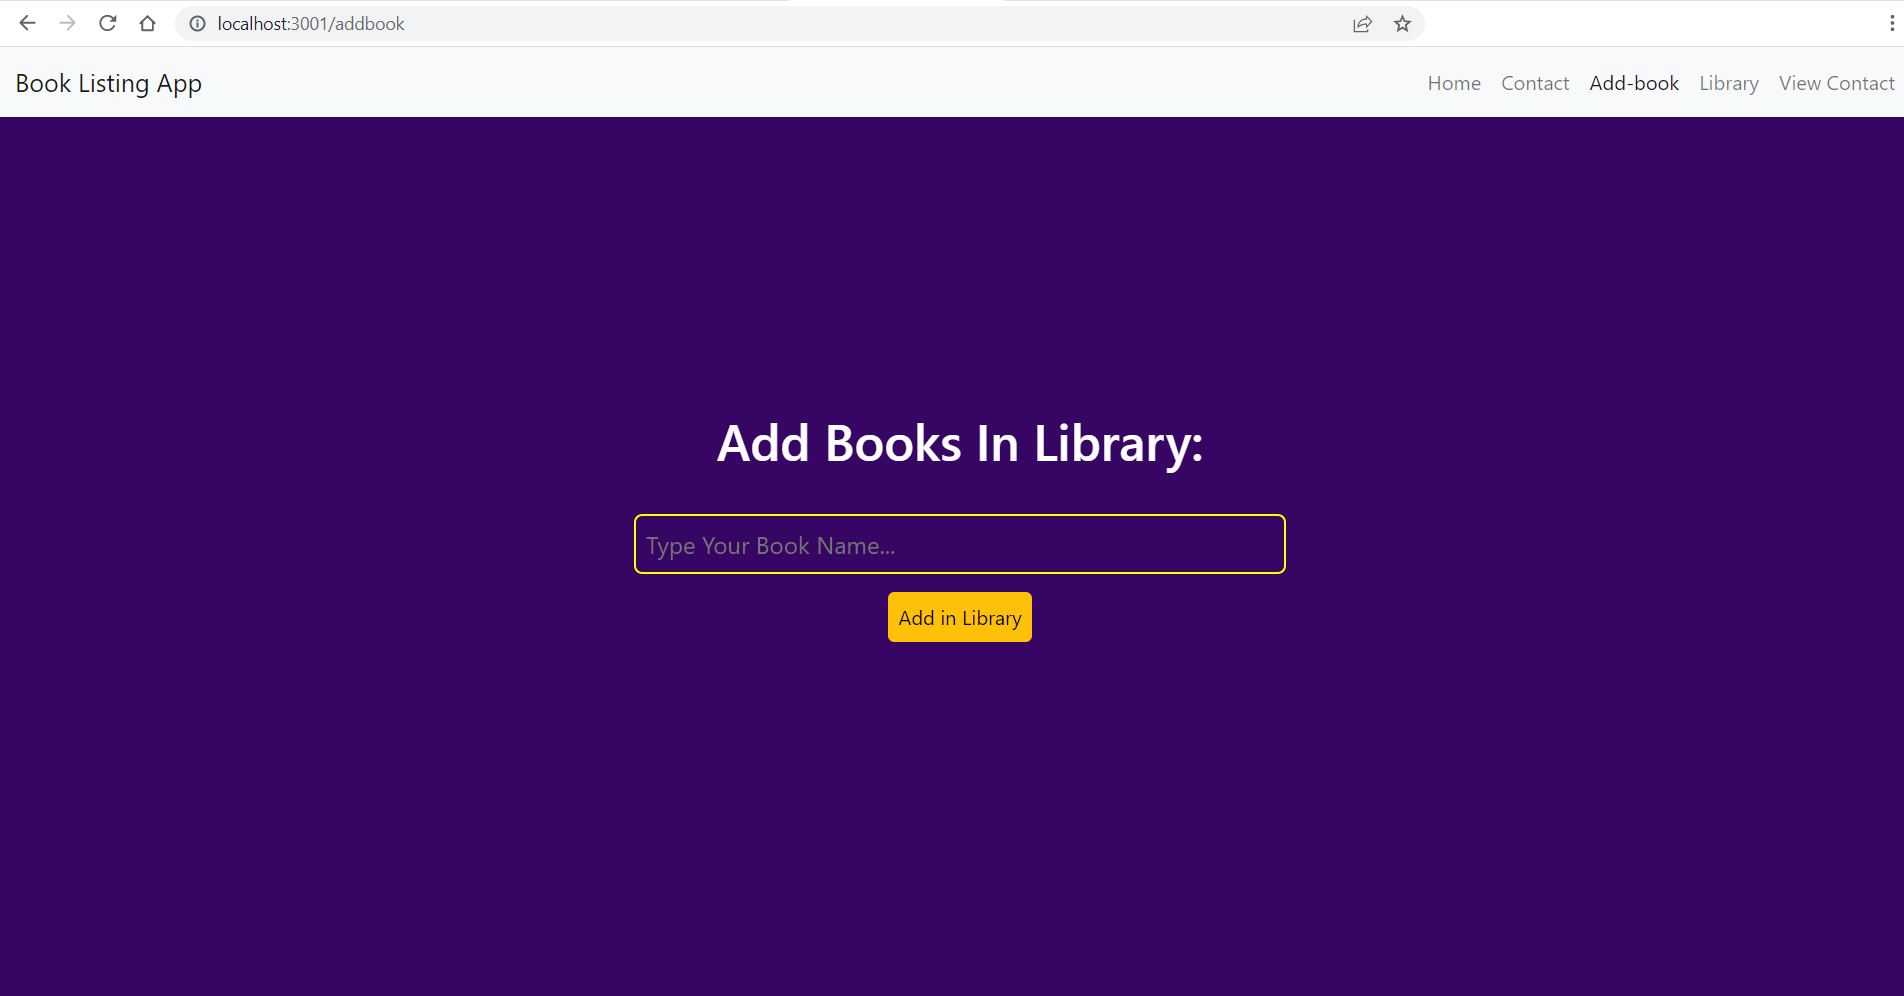 localhost:3001/addbook
Book Listing App Home Contact Add-book Library View Contact
Add Books In Library:
Type Your Book Name...
Add in Library